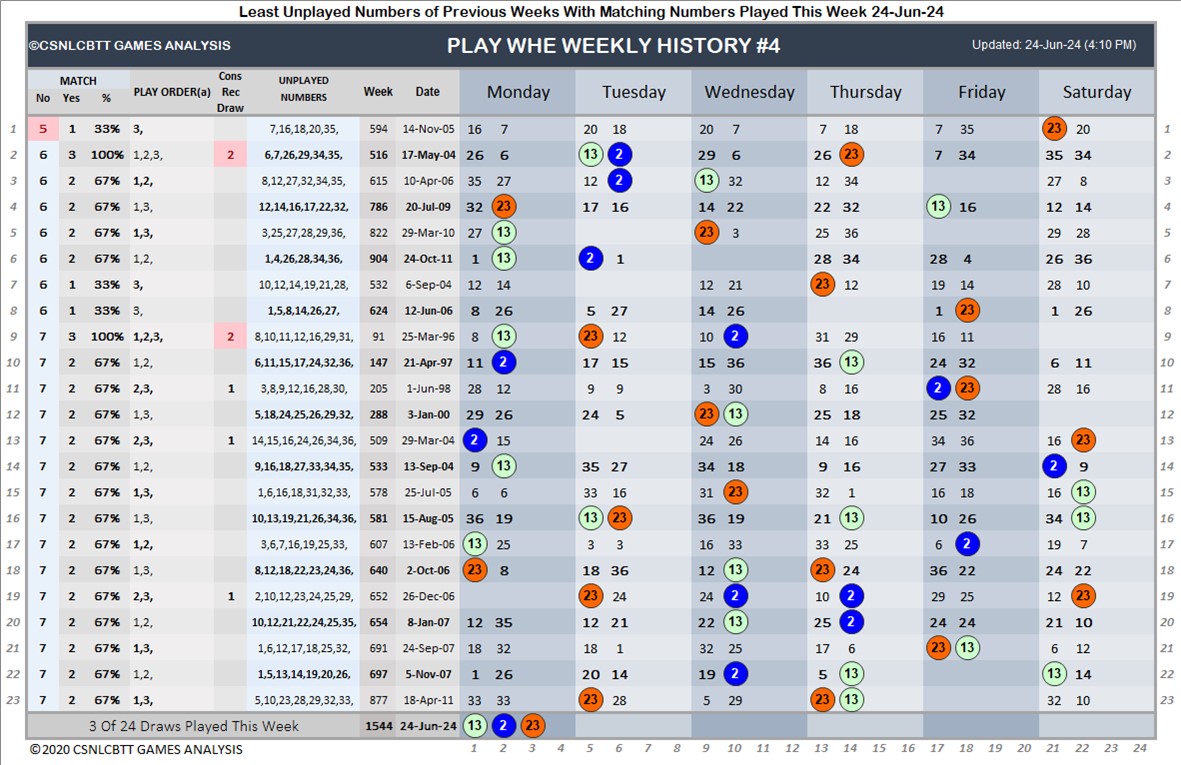 Least Unplayed Numbers of Previous Weeks With Matching Numbers Played This Week 24-Jun-24
©CSNLCBTT GAMES ANALYSIS PLAY WHE WEEKLY HISTORY #4 Updated: 24-Jun-24 (4:10 PM)
MATCH
No Yes % PLAY ORDER(a) Cons Rec Draw UNPLAYED NUMBERS Week Date Monday Tuesday Wednesday Thursday Friday Saturday
1 5 1 33% 3, 7,16,18,20,35, 594 14-Nov-05 16 7 20 18 20 7 7 18 7 35 23 20 1
2 6 3 100% 1,2,3, 2 6,7,26,29,34,35, 516 17-May-04 26 6 13 2 29 6 26 23 7 34 35 34 2
3 6 2 67% 1,2, 8,12,27,32,34,35, 615 10-Apr-06 35 27 12 2 13 32 12 34 27 8 3
4 6 2 67% 1,3, 12,14,16,17,22,32, 786 20-Jul-09 32 23 17 16 14 22 22 32 13 16 12 14 4
5 6 2 67% 1,3, 3,25,27,28,29,36, 822 29-Mar-10 27 13 23 3 25 36 29 28 5
6 6 2 67% 1,2, 1,4,26,28,34,36, 904 24-Oct-11 1 13 2 1 28 34 28 4 26 36 6
7 6 1 33% 3, 10,12,14,19,21,28, 532 6-Sep-04 12 14 12 21 23 12 19 14 28 10 7
8 6 1 33% 3, 1,5,8,14,26,27, 624 12-Jun-06 8 26 5 27 14 26 1 23 1 26 8
9 7 3 100% 1,2,3, 2 8,10,11,12,16,29,31, 91 25-Mar-96 8 13 23 12 10 2 31 29 16 11 9
10 7 2 67% 1,2, 6,11,15,17,24,32,36, 147 21-Apr-97 11 2 17 15 15 36 36 13 24 32 6 11 10
11 7 2 67% 2,3, 1 3,8,9,12,16,28,30, 205 1-Jun-98 28 12 9 9 3 30 8 16 2 23 28 16 11
12 7 2 67% 1,3, 5,18,24,25,26,29,32, 288 3-Jan-00 29 26 24 5 23 13 25 18 25 32 12
13 7 2 67% 2,3, 1 14,15,16,24,26,34,36, 509 29-Mar-04 2 15 24 26 14 16 34 36 16 23 13
14 7 2 67% 1,2, 9,16,18,27,33,34,35, 533 13-Sep-04 9 13 35 27 34 18 9 16 27 33 2 9 14
15 7 2 67% 1,3, 1,6,16,18,31,32,33, 578 25-Jul-05 6 6 33 16 31 23 32 1 16 18 16 13 15
16 7 2 67% 1,3, 10,13,19,21,26,34,36, 581 15-Aug-05 36 19 13 23 36 19 21 13 10 26 34 13 16
17 7 2 67% 1,2, 3,6,7,16,19,25,33, 607 13-Feb-06 13 25 3 3 16 33 33 25 6 2 19 7 17
18 7 2 67% 1,3, 8,12,18,22,23,24,36, 640 2-Oct-06 23 8 18 36 12 13 23 24 36 22 24 22 18
19 7 2 67% 2,3, 1 2,10,12,23,24,25,29, 652 26-Dec-06 23 24 24 2 10 2 29 25 12 23 19
20 7 2 67% 1,2, 10,12,21,22,24,25,35, 654 8-Jan-07 12 35 12 21 22 13 25 2 24 24 21 10 20
21 7 2 67% 1,3, 1,6,12,17,18,25,32, 691 24-Sep-07 18 32 18 1 32 25 17 6 23 13 6 12 21
22 7 2 67% 1,2, 1,5,13,14,19,20,26, 697 5-Nov-07 1 26 20 14 19 2 5 13 13 14 22
23 7 2 67% 1,3, 5,10,23,28,29,32,33, 877 18-Apr-11 33 33 23 28 5 29 23 13 32 10 23
3 Of 24 Draws Played This Week 1544 24-Jun-24 13 2 23
© 2020 CSNLCBTT GAMES ANALYSIS 1 2 3 4 5 6 7 8 9 10 11 12 13 14 15 16 17 18 19 20 21 22 23 24